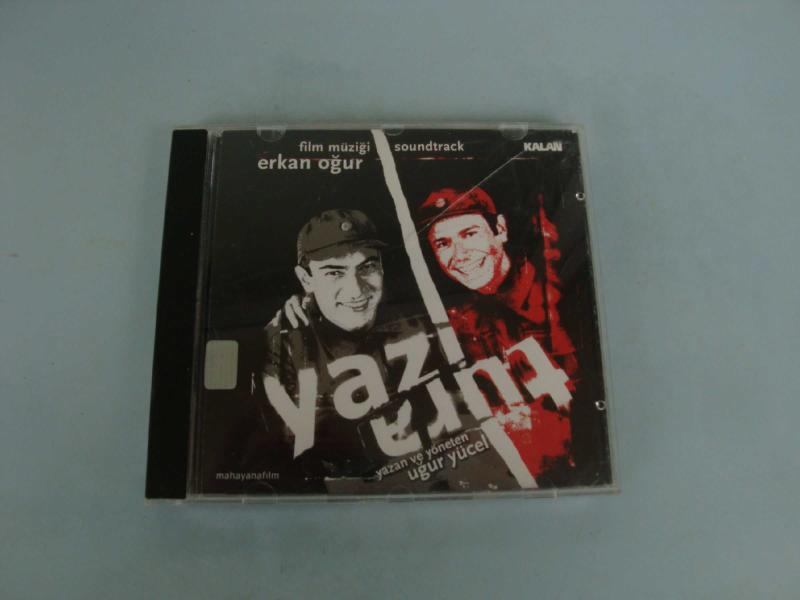 film müziği soundtrack
erkan oğur
KALAN
yazı
tura
yazan ve yöneten
uğur yücel
mahayanafilm